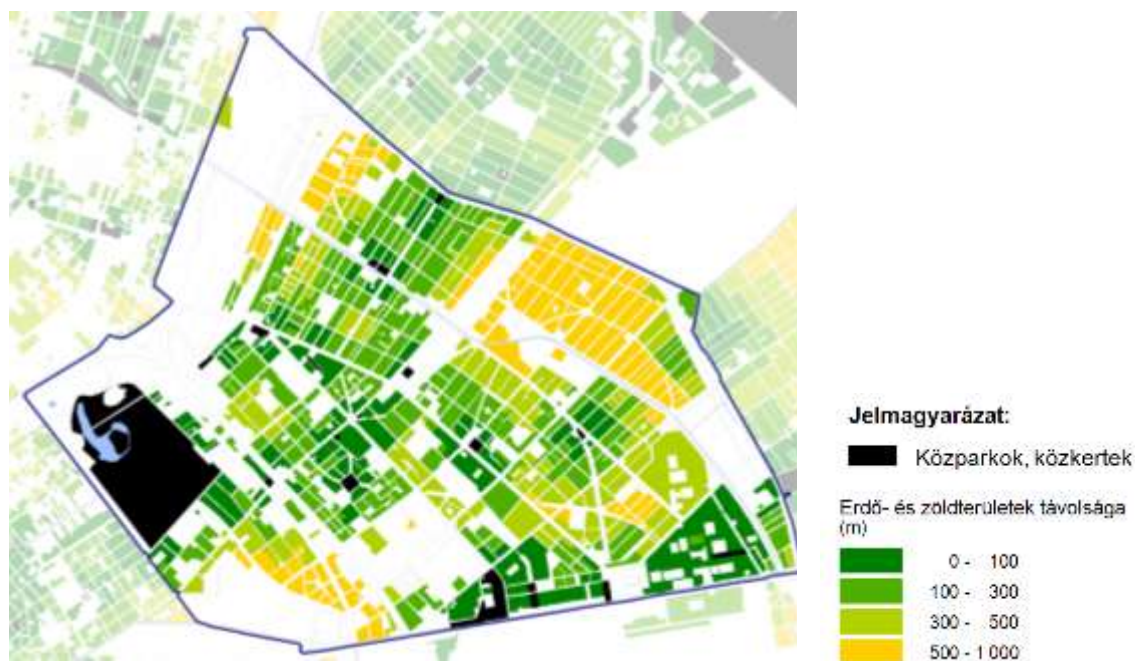 Jelmagyarázat:
Közparkok, közkertek
Erdő- és zöldterületek távolsága
(m)
0 - 100
100 - 300
300 - 500
500 - 1 000